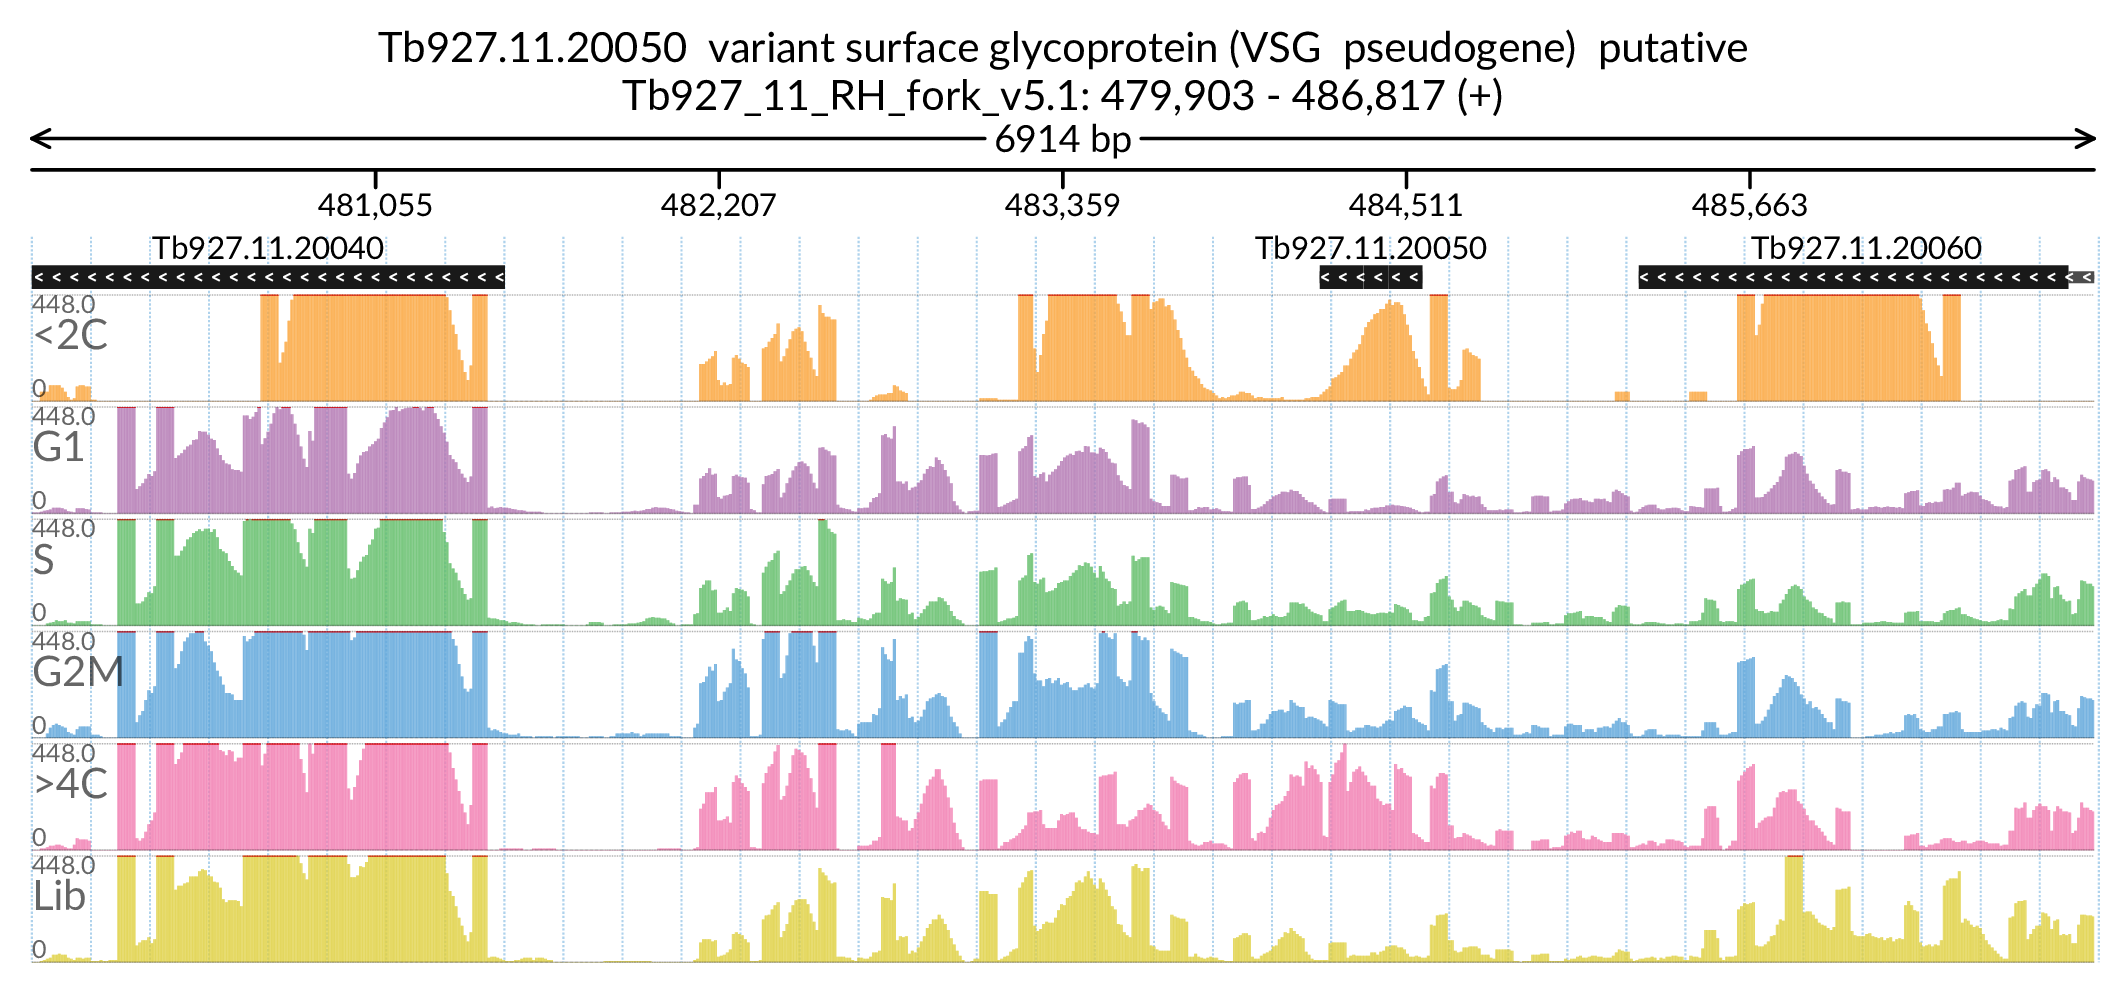 Tb927.11.20050 variant surface glycoprotein (VSG pseudogene) putative
Tb927_11_RH_fork_v5.1: 479,903 - 486,817 (+)
6914 bp
481,055 482,207 483,359 484,511 485,663
Tb927.11.20040 Tb927.11.20050 Tb927.11.20060
448.0
<2C
0
448.0
G1
0
448.0
S
0
448.0
G2M
0
448.0
>4C
0
448.0
Lib
0